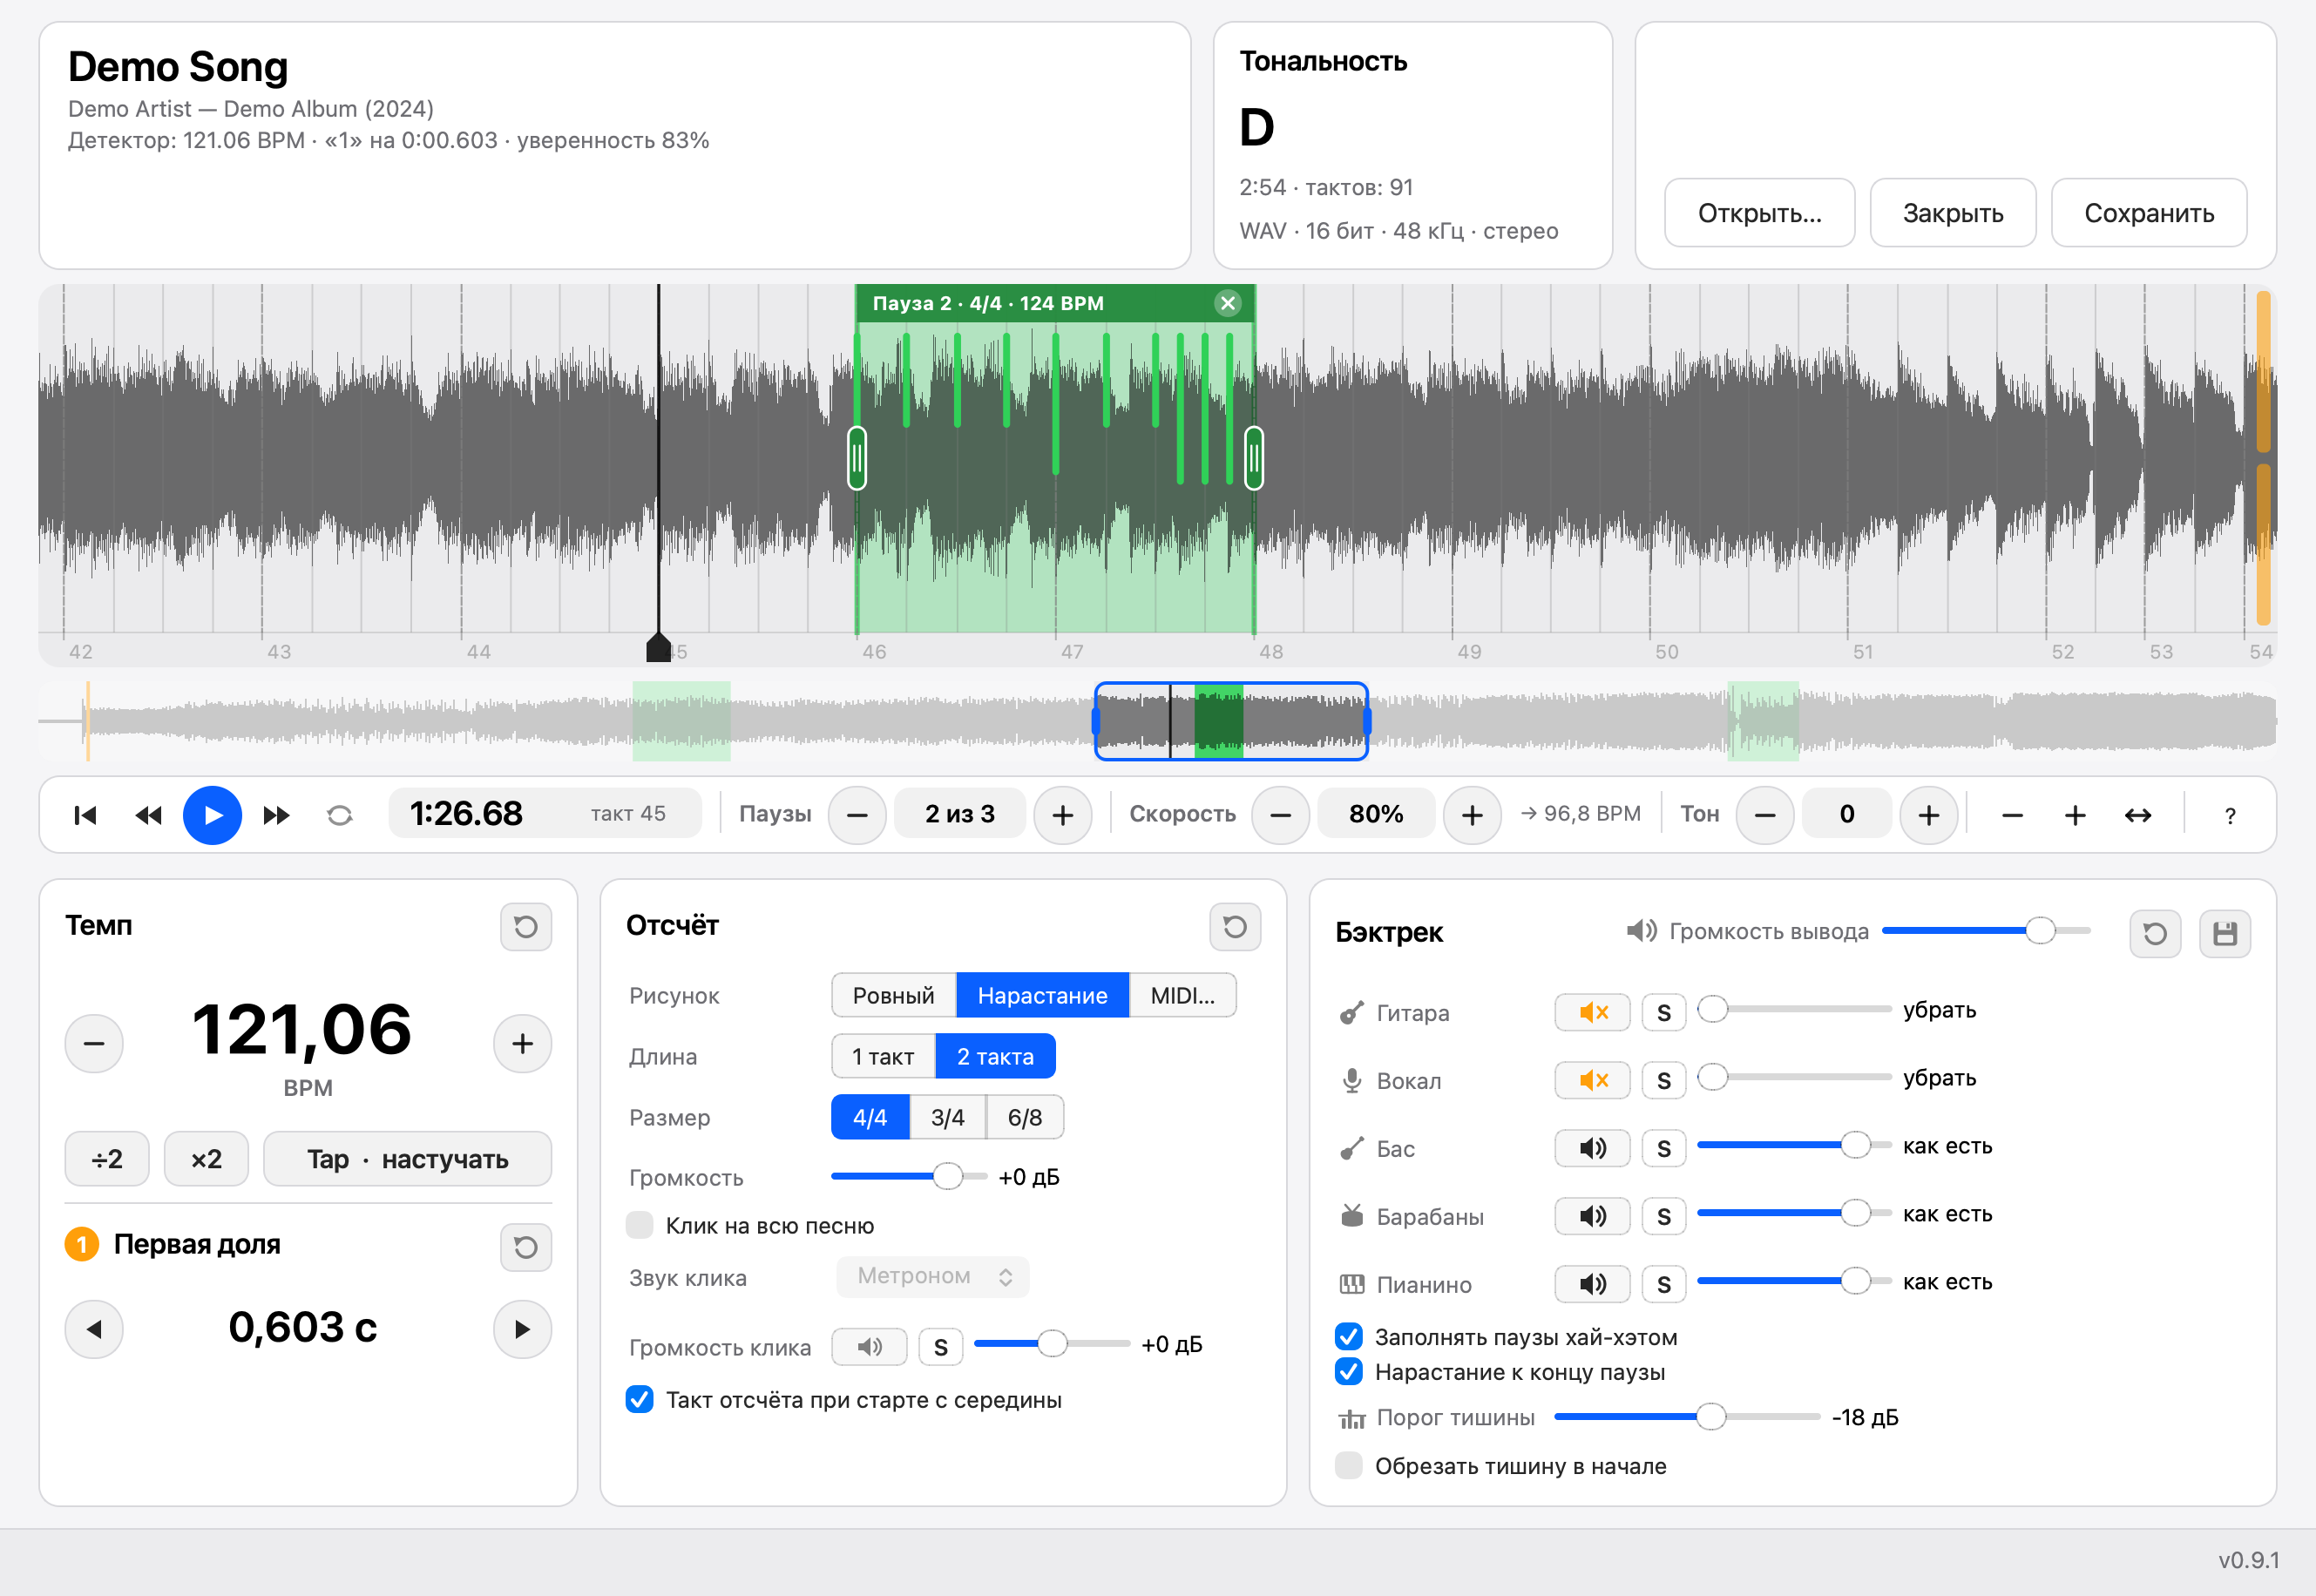 Demo Song
Demo Artist — Demo Album (2024)
Детектор: 121.06 BPM · «1» на 0:00.603 · уверенность 83%
Тональность
D
2:54 · тактов: 91
WAV · 16 бит · 48 кГц · стерео
Открыть...
Закрыть
Сохранить
Пауза 2 · 4/4 · 124 BPM
42 43 44 45 46 47 48 49 50 51 52 53 54
1:26.68 такт 45 Паузы − 2 из 3 + Скорость − 80% + → 96,8 BPM Тон − 0 + − + ↔ ?
Темп
− 121,06 +
BPM
÷2 ×2 Tap · настучать
1 Первая доля
0,603 с
Отсчёт
Рисунок Ровный Нарастание MIDI...
Длина 1 такт 2 такта
Размер 4/4 3/4 6/8
Громкость +0 дБ
Клик на всю песню
Звук клика Метроном
Громкость клика S +0 дБ
Такт отсчёта при старте с середины
Бэктрек Громкость вывода
Гитара S убрать
Вокал S убрать
Бас S как есть
Барабаны S как есть
Пианино S как есть
Заполнять паузы хай-хэтом
Нарастание к концу паузы
Порог тишины -18 дБ
Обрезать тишину в начале
v0.9.1